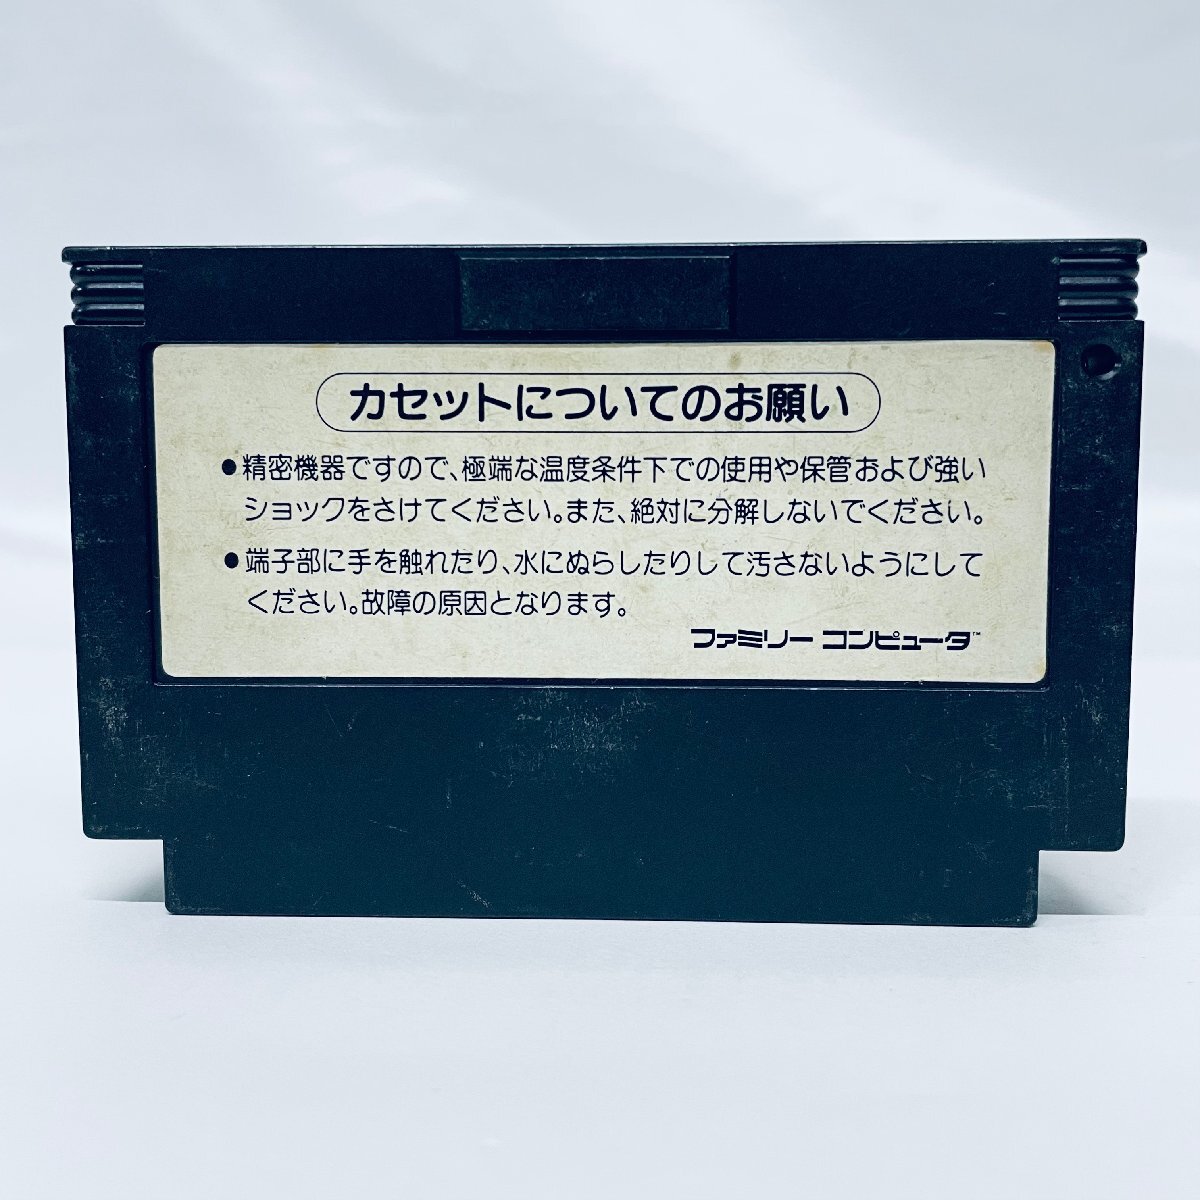 カセットについてのお願い
●精密機器ですので、極端な温度条件下での使用や保管および強い
ショックをさけてください。また、絶対に分解しないでください。
●端子部に手を触れたり、水にぬらしたりして汚さないようにして
ください。故障の原因となります。
ファミリー コンピュータ™